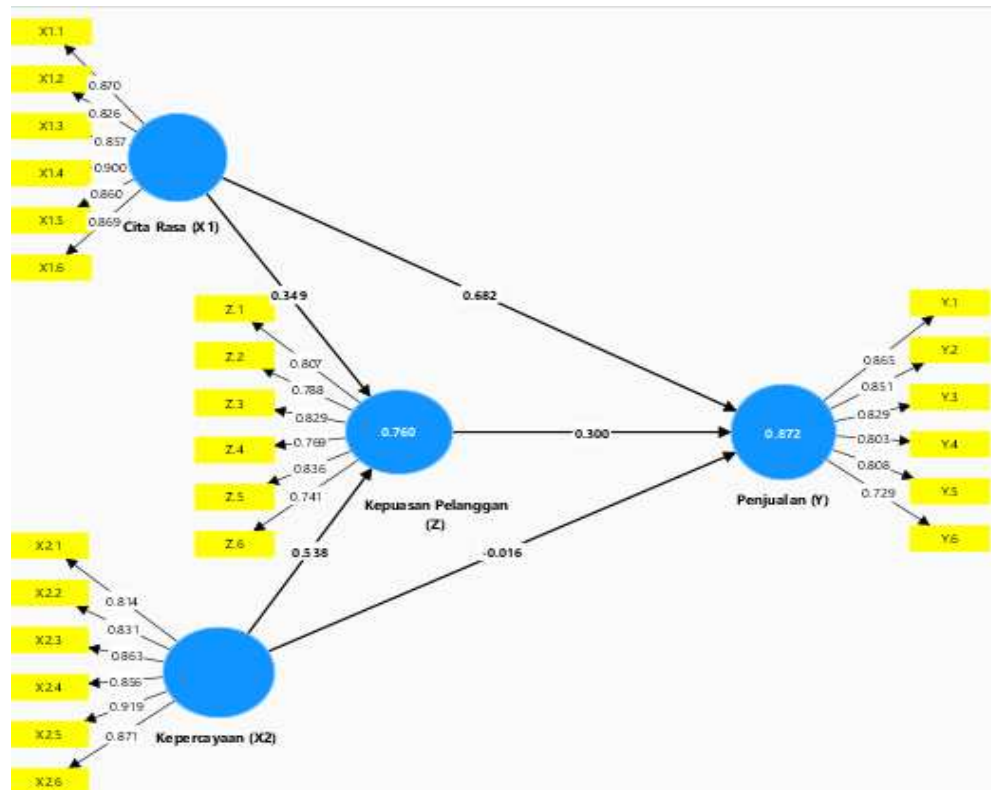 X1.1
X1.2
X1.3
X1.4
X1.5
X1.6
0.870
0.826
0.857
0.900
0.860
0.869
Cita Rasa (X1)
0.349
0.682
Z.1
Z.2
Z.3
Z.4
Z.5
Z.6
0.807
0.788
0.829
0.769
0.836
0.741
0.760
Kepuasan Pelanggan
(Z)
0.300
0.872
Penjualan (Y)
0.865
0.851
0.829
0.803
0.808
0.729
Y.1
Y.2
Y.3
Y.4
Y.5
Y.6
0.538
-0.016
X2.1
X2.2
X2.3
X2.4
X2.5
X2.6
0.814
0.831
0.863
0.856
0.919
0.871
Kepercayaan (X2)